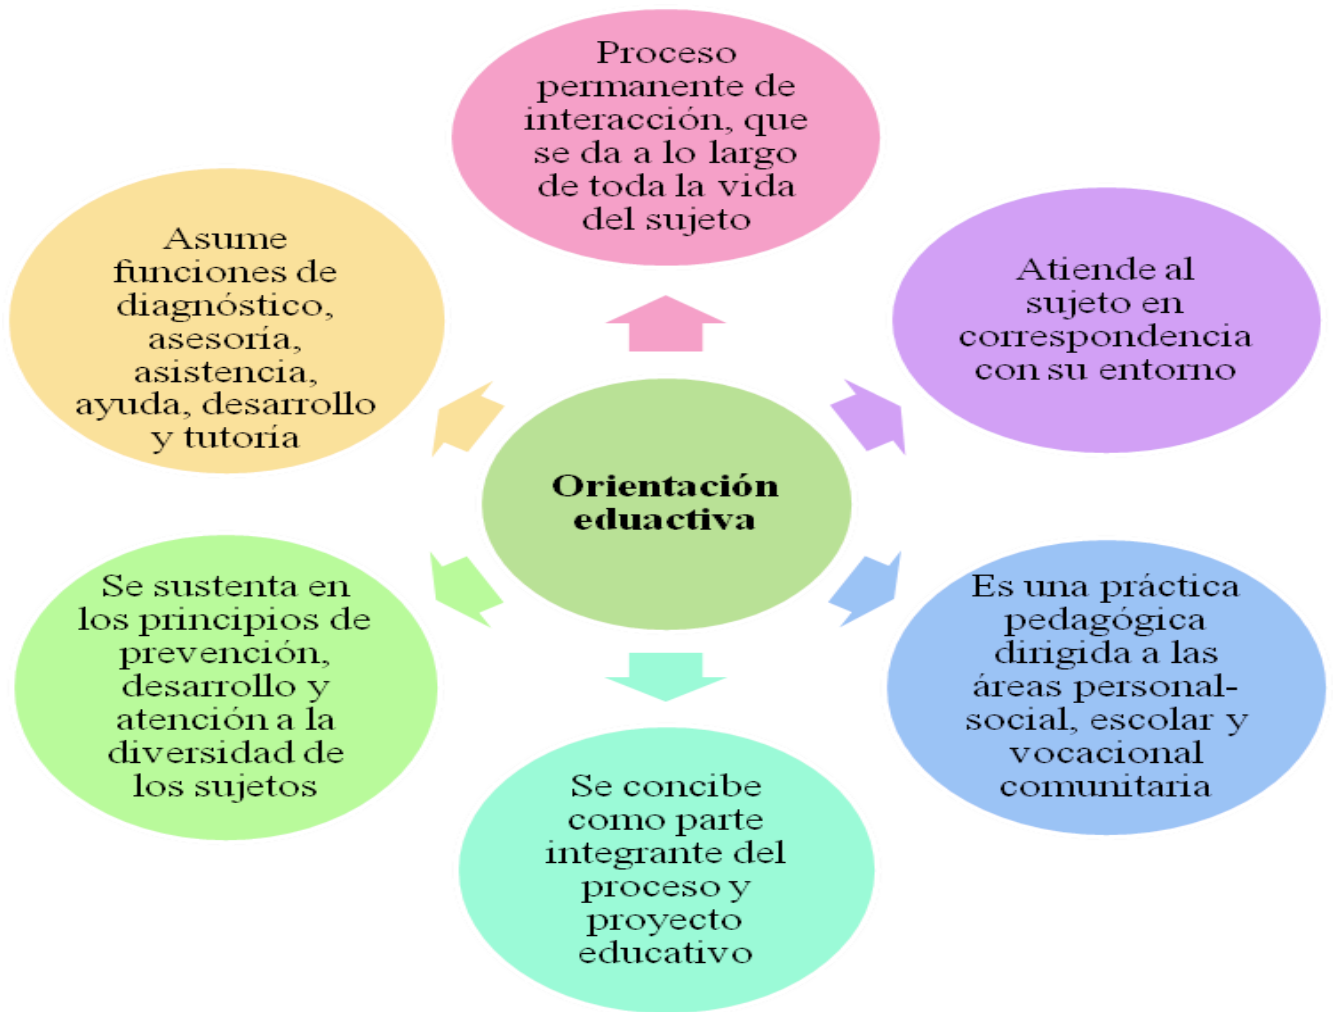 Proceso
permanente de
interacción, que
se da a lo largo
de toda la vida
del sujeto
Atiende al
sujeto en
correspondencia
con su entorno
Es una práctica
pedagógica
dirigida a las
áreas personal-
social, escolar y
vocacional
comunitaria
Se concibe
como parte
integrante del
proceso y
proyecto
educativo
Se sustenta en
los principios de
prevención,
desarrollo y
atención a la
diversidad de
los sujetos
Asume
funciones de
diagnóstico,
asesoría,
asistencia,
ayuda, desarrollo
y tutoría
Orientación
eduactiva